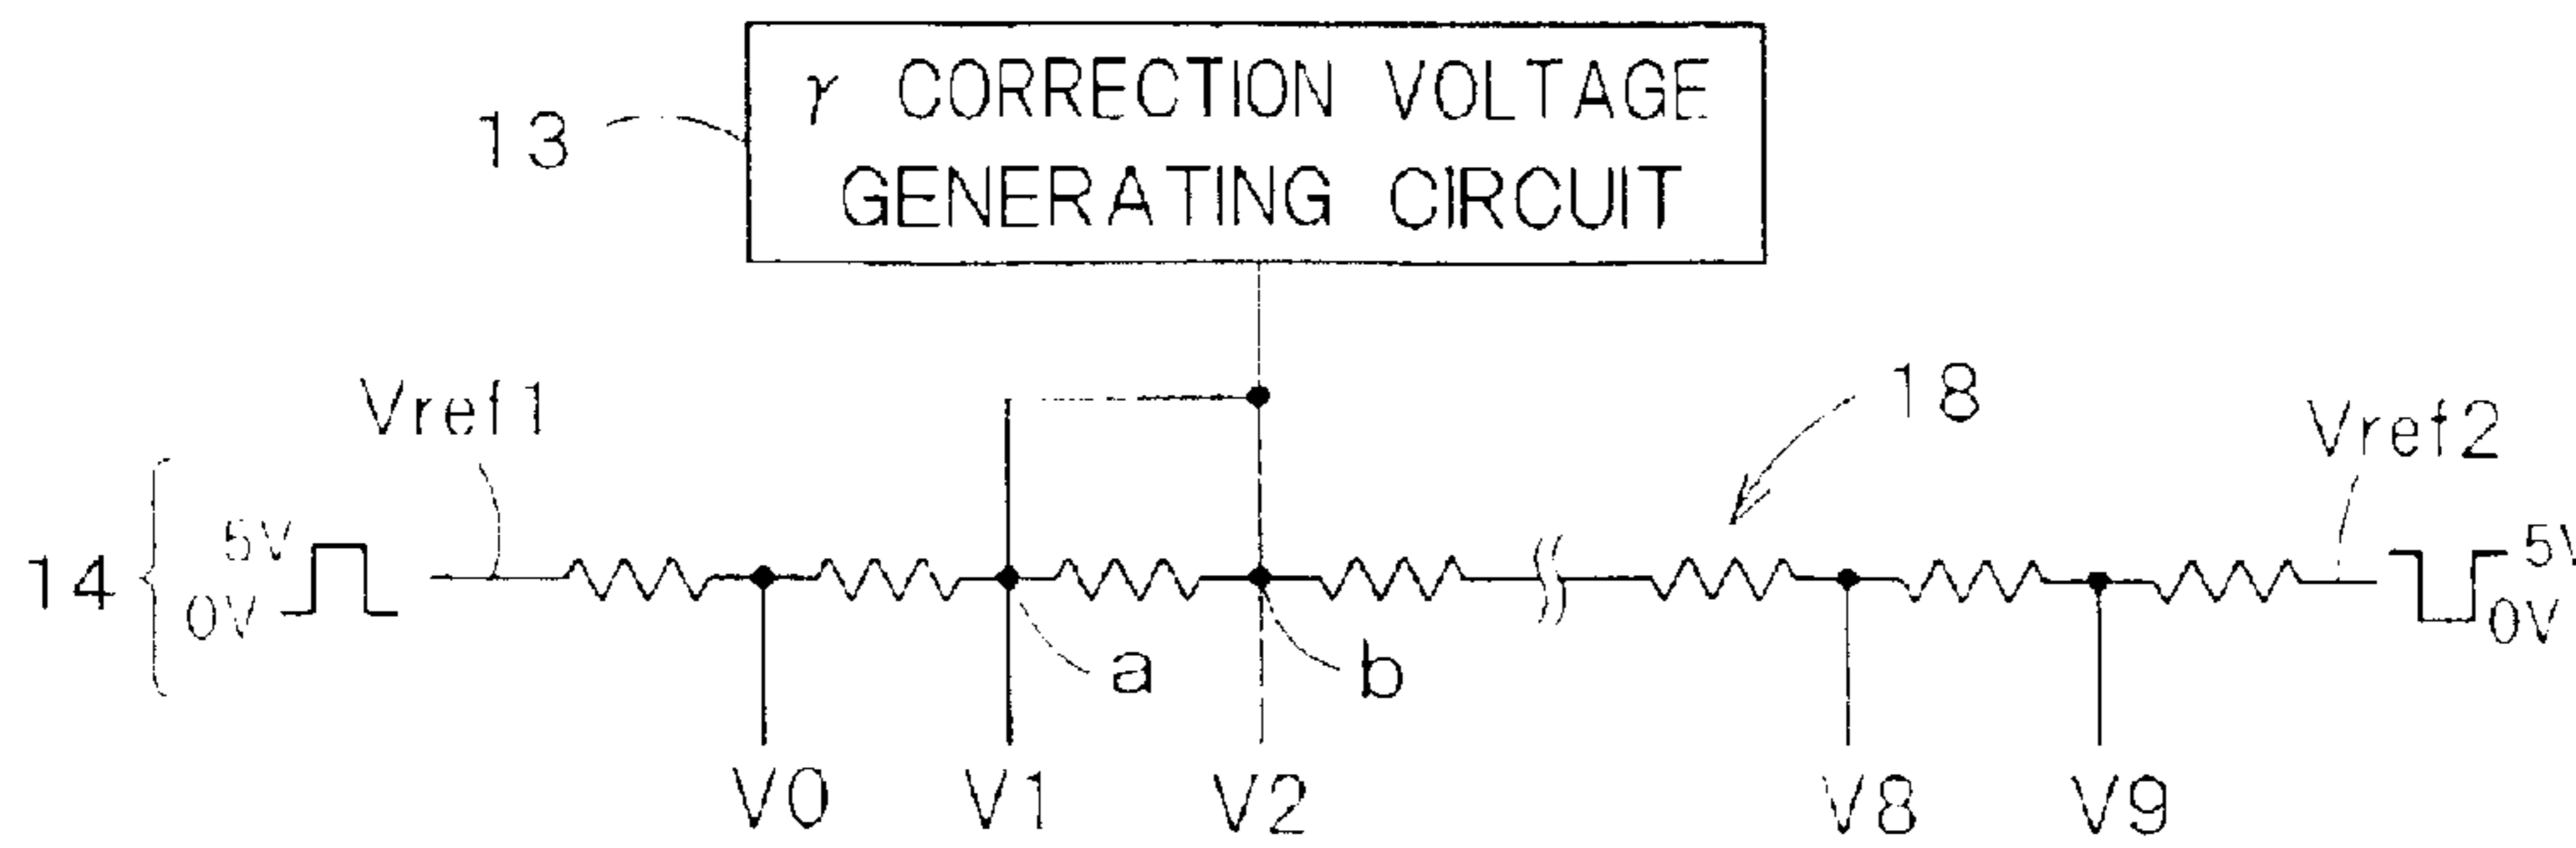 γ CORRECTION VOLTAGE
GENERATING CIRCUIT
13
18
Vref1
Vref2
14
5V
0V
5V
0V
a
b
V0
V1
V2
V8
V9